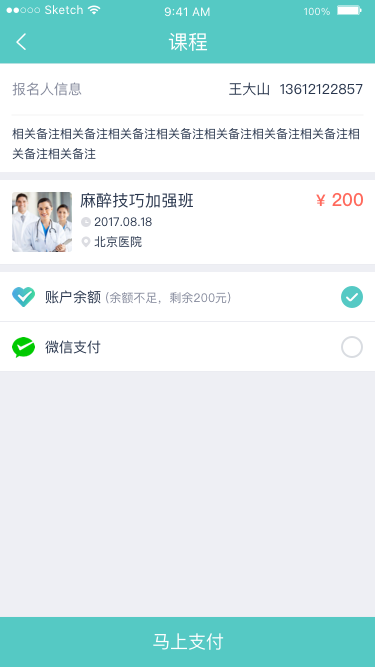 Sketch 9:41 AM 100%
课程
报名人信息 王大山 13612122857
相关备注相关备注相关备注相关备注相关备注相关备注相关备注相
关备注相关备注
麻醉技巧加强班 ¥ 200
2017.08.18
北京医院
账户余额 (余额不足，剩余200元)
微信支付
马上支付